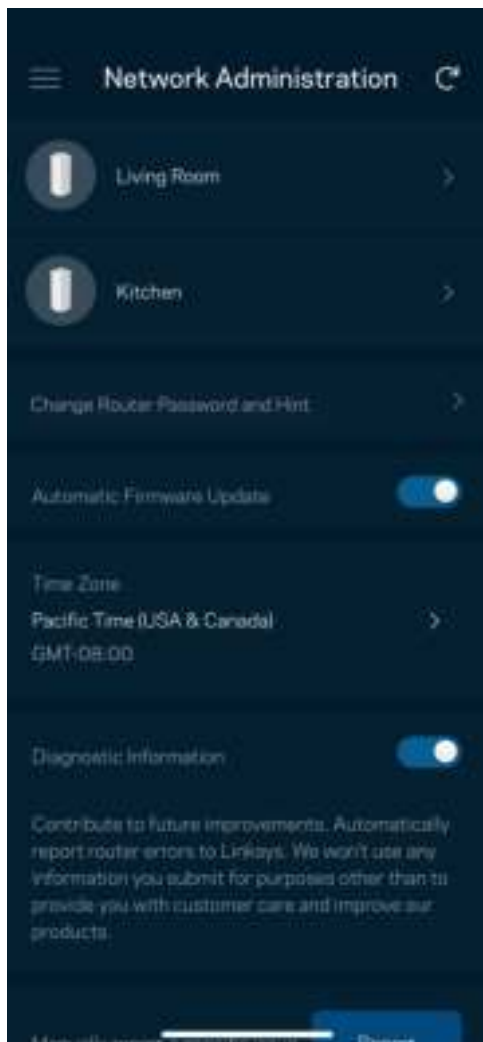 Network Administration
Living Room
Kitchen
Change Router Password and Hint
Automatic Firmware Update
Time Zone
Pacific Time (USA & Canada)
GMT-08:00
Diagnostic Information
Contribute to future improvements. Automatically
report router errors to Linksys. We won't use any
information you submit for purposes other than to
provide you with customer care and improve our
products.
Manually